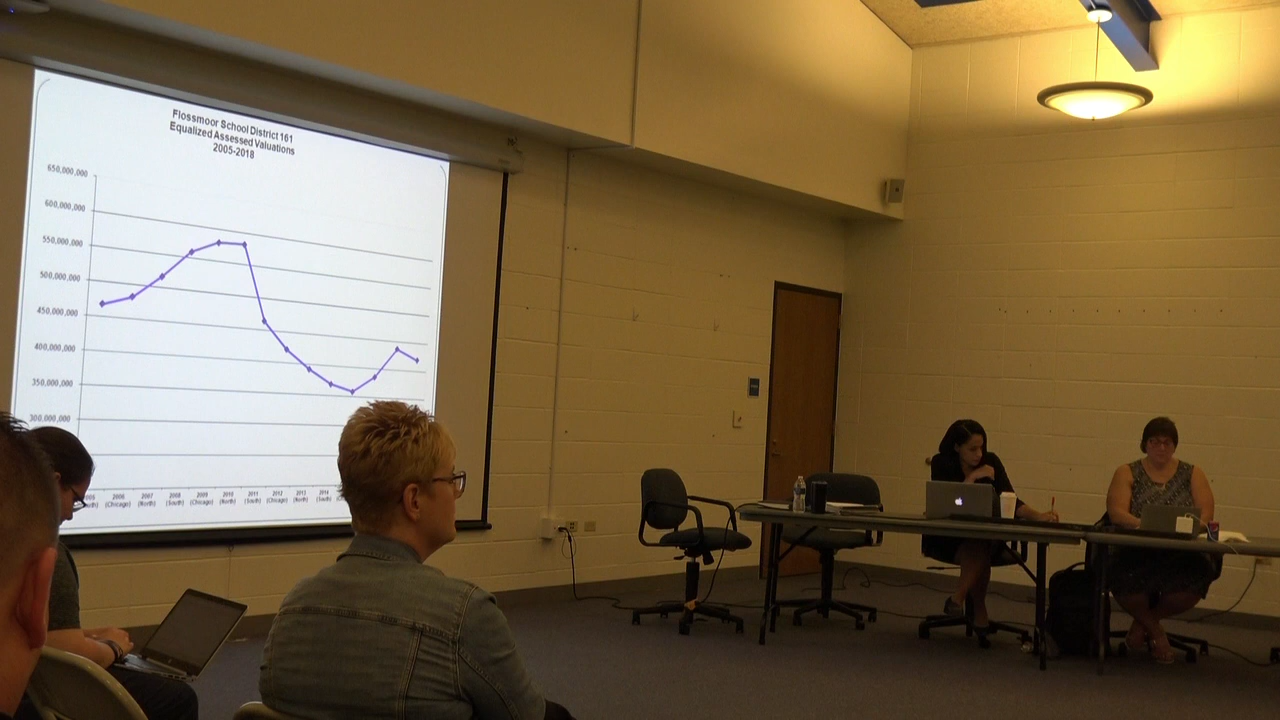 Flossmoor School District 161
Equalized Assessed Valuations
2005-2018
650,000,000
600,000,000
550,000,000
500,000,000
450,000,000
400,000,000
350,000,000
300,000,000
2006 2007 2008 2009 2010 2011 2012 2013 2014
(Chicago) (North) (South) (Chicago) (North) (South) (Chicago) (North) (South)